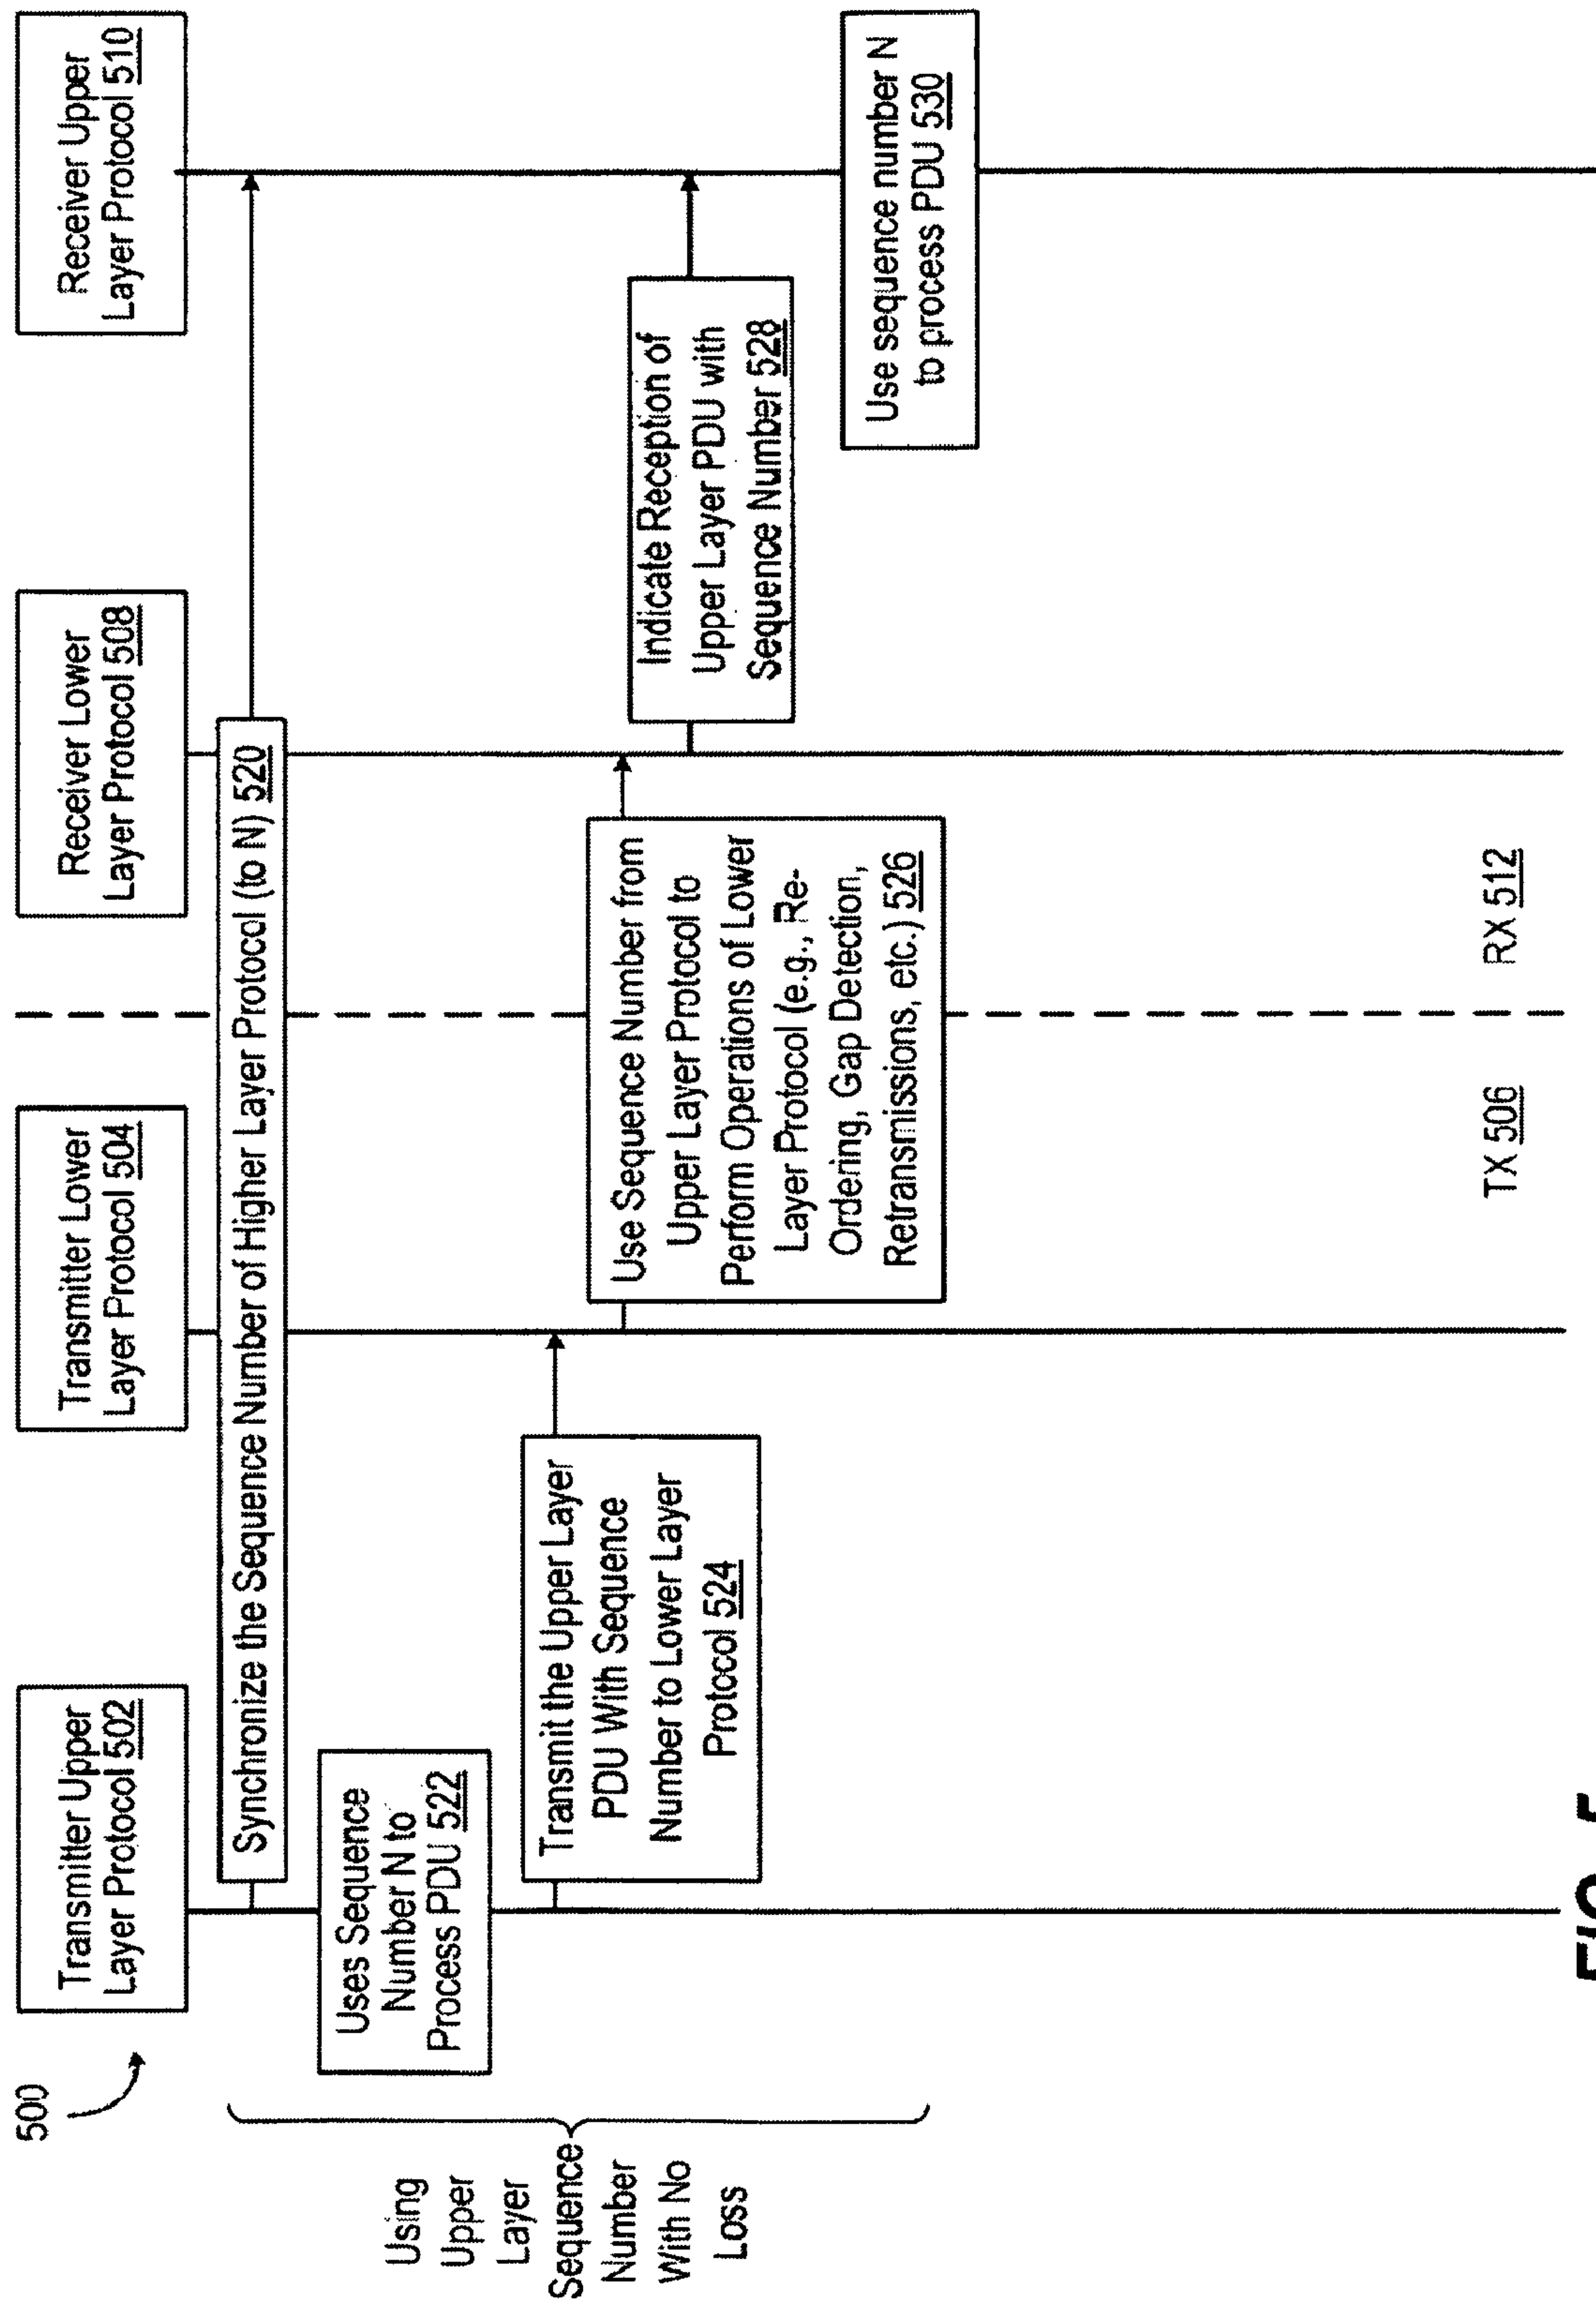 500
Transmitter Upper
Layer Protocol 502
Transmitter Lower
Layer Protocol 504
Receiver Lower
Layer Protocol 508
Receiver Upper
Layer Protocol 510
Synchronize the Sequence Number of Higher Layer Protocol (to N) 520
Uses Sequence
Number N to
Process PDU 522
Using
Upper
Layer
Sequence
Number
With No
Loss
Transmit the Upper Layer
PDU With Sequence
Number to Lower Layer
Protocol 524
Use Sequence Number from
Upper Layer Protocol to
Perform Operations of Lower
Layer Protocol (e.g., Re-
Ordering, Gap Detection,
Retransmissions, etc.) 526
Indicate Reception of
Upper Layer PDU with
Sequence Number 528
Use sequence number N
to process PDU 530
TX 506
RX 512